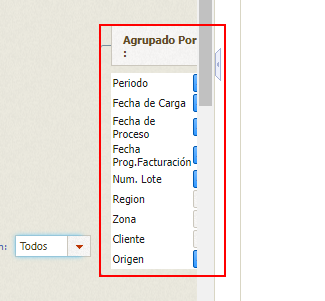 Agrupado Por
:
Periodo
Fecha de Carga
Fecha de
Proceso
Fecha
Prog.Facturación
Num. Lote
Region
Zona
n: Todos
Cliente
Origen